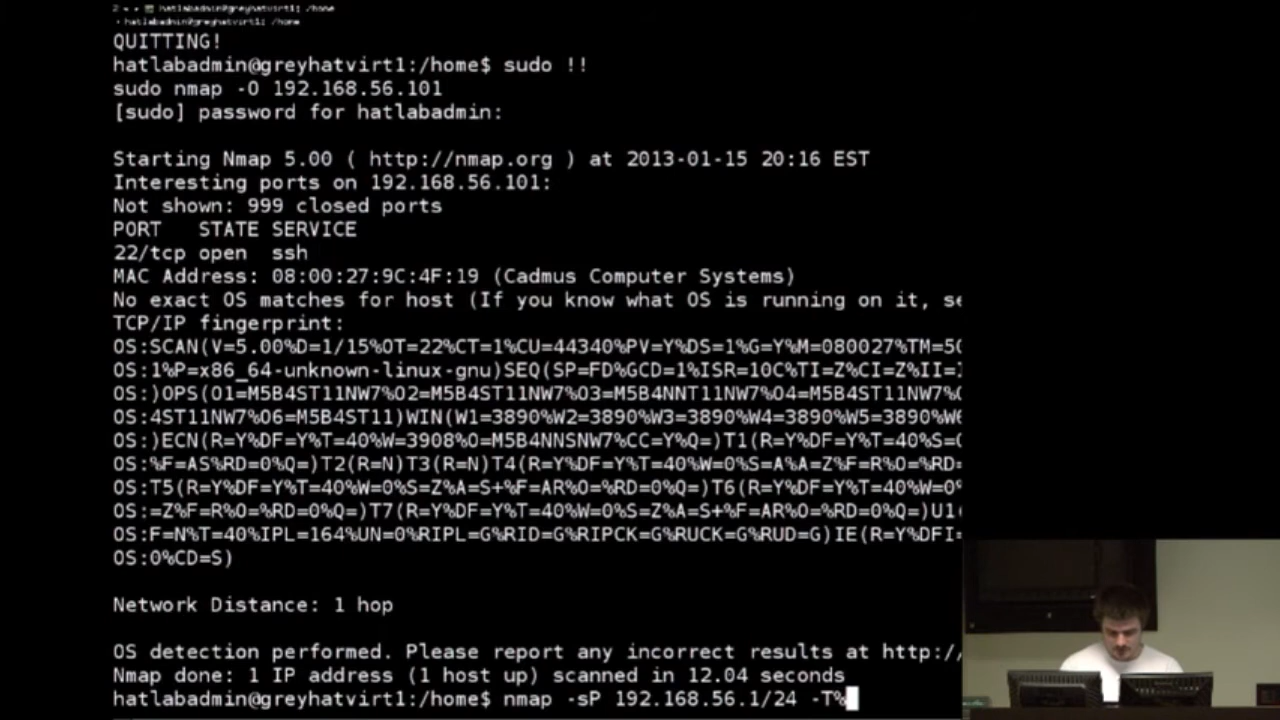 hatlabadmin@greyhatvirt1: /home
hatlabadmin@greyhatvirt1: /home
QUITTING!
hatlabadmin@greyhatvirt1:/home$ sudo !!
sudo nmap -O 192.168.56.101
[sudo] password for hatlabadmin:
Starting Nmap 5.00 ( http://nmap.org ) at 2013-01-15 20:16 EST
Interesting ports on 192.168.56.101:
Not shown: 999 closed ports
PORT   STATE SERVICE
22/tcp open  ssh
MAC Address: 08:00:27:9C:4F:19 (Cadmus Computer Systems)
No exact OS matches for host (If you know what OS is running on it, se
TCP/IP fingerprint:
OS:SCAN(V=5.00%D=1/15%OT=22%CT=1%CU=44340%PV=Y%DS=1%G=Y%M=080027%TM=50
OS:1%P=x86_64-unknown-linux-gnu)SEQ(SP=FD%GCD=1%ISR=10C%TI=Z%CI=Z%II=I
OS:)OPS(O1=M5B4ST11NW7%O2=M5B4ST11NW7%O3=M5B4NNT11NW7%O4=M5B4ST11NW7%O
OS:4ST11NW7%O6=M5B4ST11)WIN(W1=3890%W2=3890%W3=3890%W4=3890%W5=3890%W6
OS:)ECN(R=Y%DF=Y%T=40%W=3908%O=M5B4NNSNW7%CC=Y%Q=)T1(R=Y%DF=Y%T=40%S=O
OS:%F=AS%RD=0%Q=)T2(R=N)T3(R=N)T4(R=Y%DF=Y%T=40%W=0%S=A%A=Z%F=R%O=%RD=
OS:T5(R=Y%DF=Y%T=40%W=0%S=Z%A=S+%F=AR%O=%RD=0%Q=)T6(R=Y%DF=Y%T=40%W=0%
OS:=Z%F=R%O=%RD=0%Q=)T7(R=Y%DF=Y%T=40%W=0%S=Z%A=S+%F=AR%O=%RD=0%Q=)U1(
OS:F=N%T=40%IPL=164%UN=0%RIPL=G%RID=G%RIPCK=G%RUCK=G%RUD=G)IE(R=Y%DFI=
OS:0%CD=S)
Network Distance: 1 hop
OS detection performed. Please report any incorrect results at http:/
Nmap done: 1 IP address (1 host up) scanned in 12.04 seconds
hatlabadmin@greyhatvirt1:/home$ nmap -sP 192.168.56.1/24 -T%